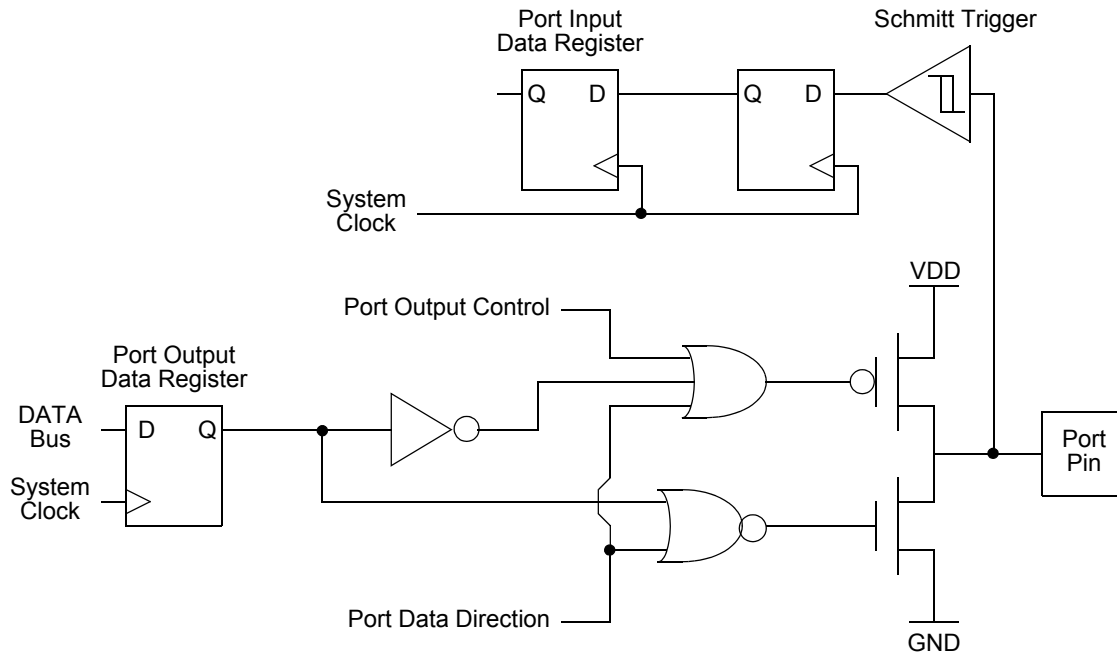 Port Input
Data Register
Schmitt Trigger
Q D
Q D
System
Clock
VDD
Port Output Control
Port Output
Data Register
DATA
Bus
D Q
System
Clock
Port
Pin
Port Data Direction
GND